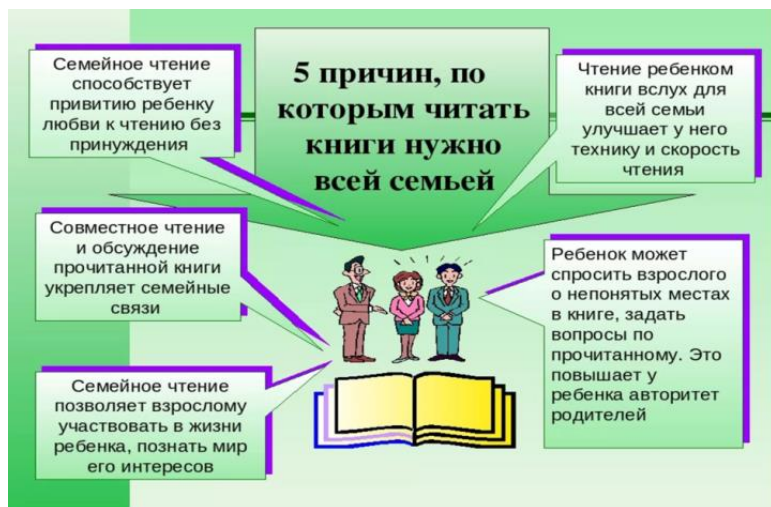 5 причин, по
которым читать
книги нужно
всей семьей
Семейное чтение
способствует
привитию ребенку
любви к чтению без
принуждения
Чтение ребенком
книги вслух для
всей семьи
улучшает у него
технику и скорость
чтения
Совместное чтение
и обсуждение
прочитанной книги
укрепляет семейные
связи
Ребенок может
спросить взрослого
о непонятых местах
в книге, задать
вопросы по
прочитанному. Это
повышает у
ребенка авторитет
родителей
Семейное чтение
позволяет взрослому
участвовать в жизни
ребенка, познать мир
его интересов